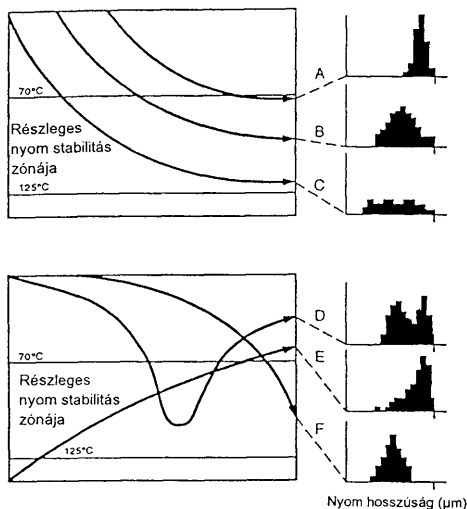 70°C
Részleges
nyom stabilitás
zónája
125°C
A
B
C
70°C
Részleges
nyom stabilitás
zónája
125°C
D
E
F
Nyom hosszúság (µm)